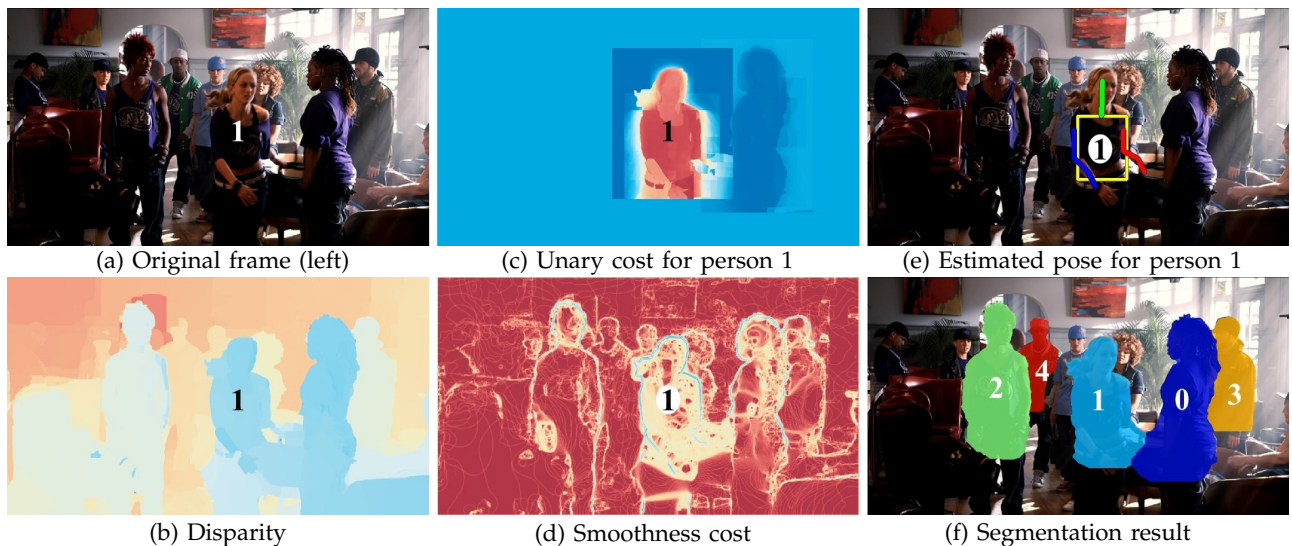 1
1
1
(a) Original frame (left)
(c) Unary cost for person 1
(e) Estimated pose for person 1
1
1
2
4
1
0
3
(b) Disparity
(d) Smoothness cost
(f) Segmentation result